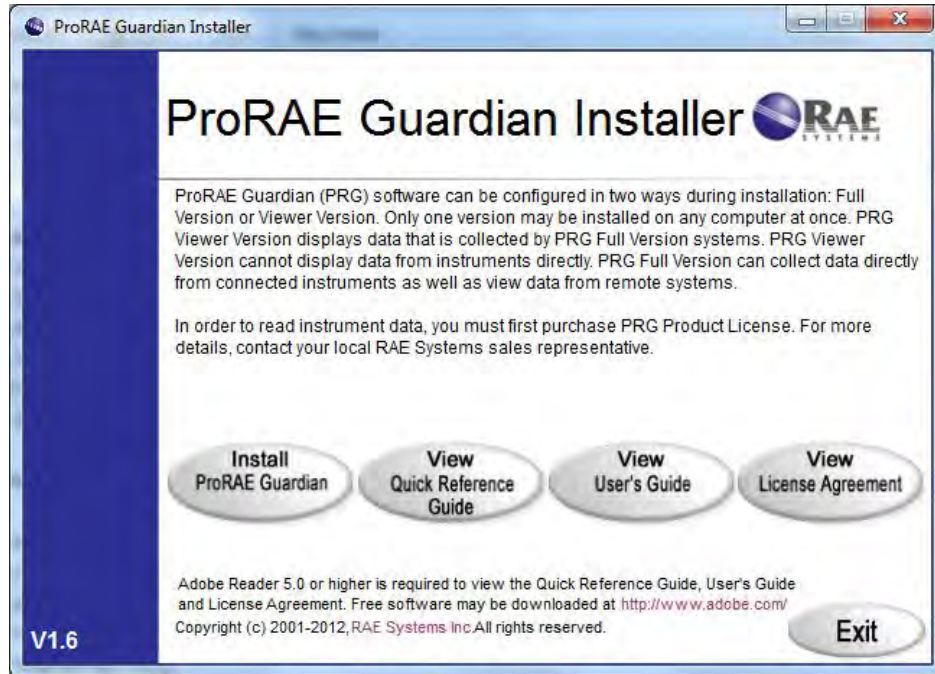 ProRAE Guardian Installer
ProRAE Guardian Installer RAE
SYSTEMS
ProRAE Guardian (PRG) software can be configured in two ways during installation: Full
Version or Viewer Version. Only one version may be installed on any computer at once. PRG
Viewer Version displays data that is collected by PRG Full Version systems. PRG Viewer
Version cannot display data from instruments directly. PRG Full Version can collect data directly
from connected instruments as well as view data from remote systems.
In order to read instrument data, you must first purchase PRG Product License. For more
details, contact your local RAE Systems sales representative.
Install
ProRAE Guardian
View
Quick Reference
Guide
View
User's Guide
View
License Agreement
Adobe Reader 5.0 or higher is required to view the Quick Reference Guide, User's Guide
and License Agreement. Free software may be downloaded at http://www.adobe.com/
Copyright (c) 2001-2012,RAE Systems Inc.All rights reserved.
Exit
V1.6